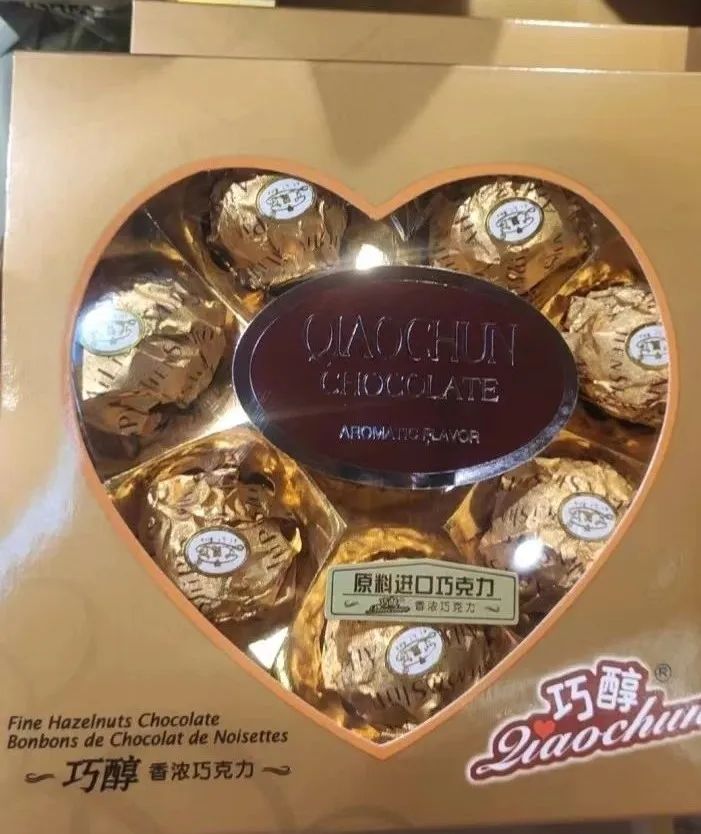 QIAOCHUN
CHOCOLATE
AROMATIC FLAVOR
原料进口巧克力
香浓巧克力
巧醇®
Qiaochun
Fine Hazelnuts Chocolate
Bonbons de Chocolat de Noisettes
巧醇 香浓巧克力